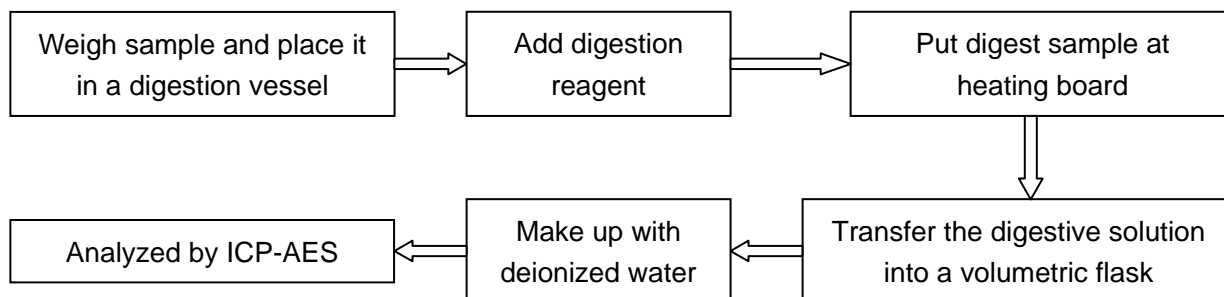 Weigh sample and place it
in a digestion vessel
Add digestion
reagent
Put digest sample at
heating board
Transfer the digestive solution
into a volumetric flask
Make up with
deionized water
Analyzed by ICP-AES